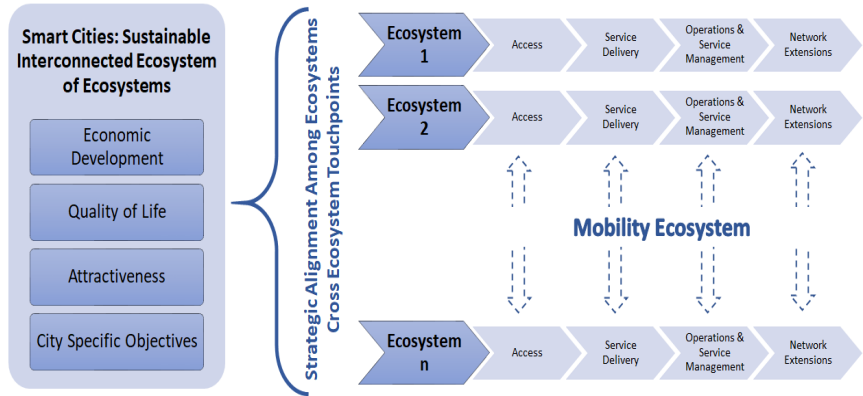 Smart Cities: Sustainable
Interconnected Ecosystem
of Ecosystems
Economic
Development
Quality of Life
Attractiveness
City Specific Objectives
Strategic Alignment Among Ecosystems
Cross Ecosystem Touchpoints
Ecosystem
1
Access
Service
Delivery
Operations &
Service
Management
Network
Extensions
Ecosystem
2
Access
Service
Delivery
Operations &
Service
Management
Network
Extensions
Mobility Ecosystem
Ecosystem
n
Access
Service
Delivery
Operations &
Service
Management
Network
Extensions